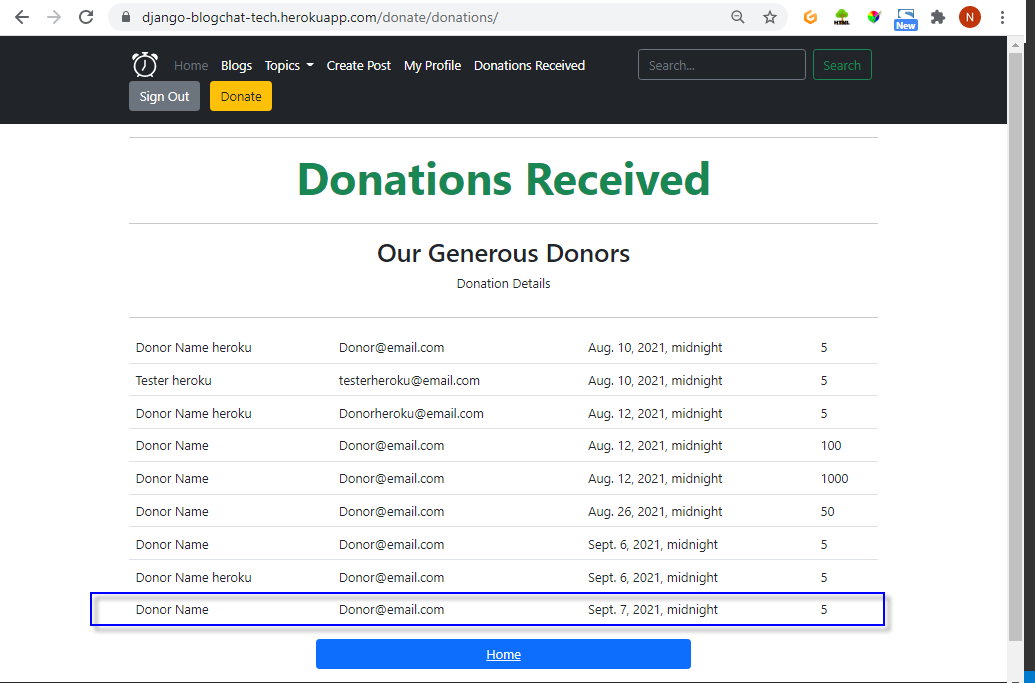 django-blogchat-tech.herokuapp.com/donate/donations/
HTML
New
N
Home Blogs Topics Create Post My Profile Donations Received Search... Search
Sign Out Donate
Donations Received
Our Generous Donors
Donation Details
Donor Name heroku Donor@email.com Aug. 10, 2021, midnight 5
Tester heroku testerheroku@email.com Aug. 10, 2021, midnight 5
Donor Name heroku Donorheroku@email.com Aug. 12, 2021, midnight 5
Donor Name Donor@email.com Aug. 12, 2021, midnight 100
Donor Name Donor@email.com Aug. 12, 2021, midnight 1000
Donor Name Donor@email.com Aug. 26, 2021, midnight 50
Donor Name Donor@email.com Sept. 6, 2021, midnight 5
Donor Name heroku Donor@email.com Sept. 6, 2021, midnight 5
Donor Name Donor@email.com Sept. 7, 2021, midnight 5
Home